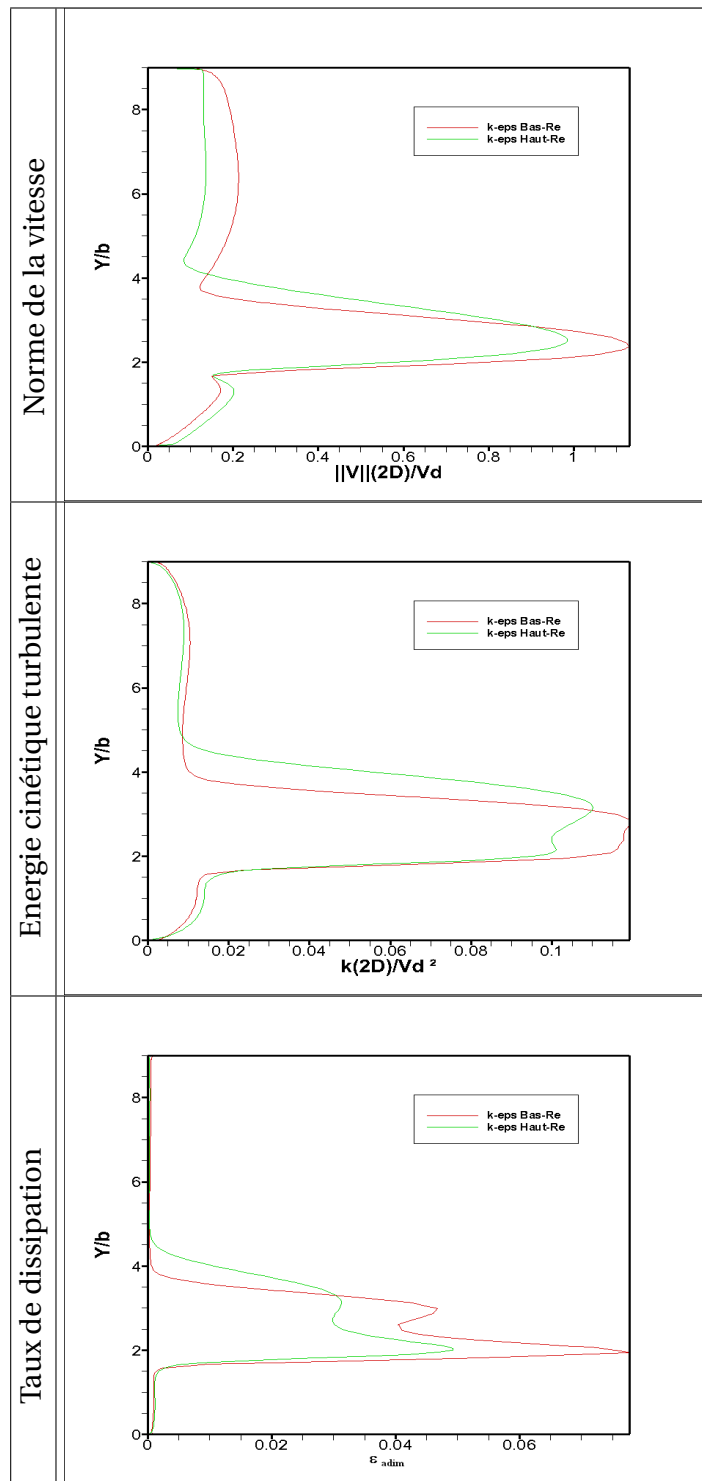 Norme de la vitesse
Y/b
8
6
4
2
0
k-eps Bas-Re
k-eps Haut-Re
0 0.2 0.4 0.6 0.8 1
||V||(2D)/Vd
Energie cinétique turbulente
Y/b
8
6
4
2
0
k-eps Bas-Re
k-eps Haut-Re
0 0.02 0.04 0.06 0.08 0.1
k(2D)/Vd ²
Taux de dissipation
Y/b
8
6
4
2
0
k-eps Bas-Re
k-eps Haut-Re
0 0.02 0.04 0.06
ε adim